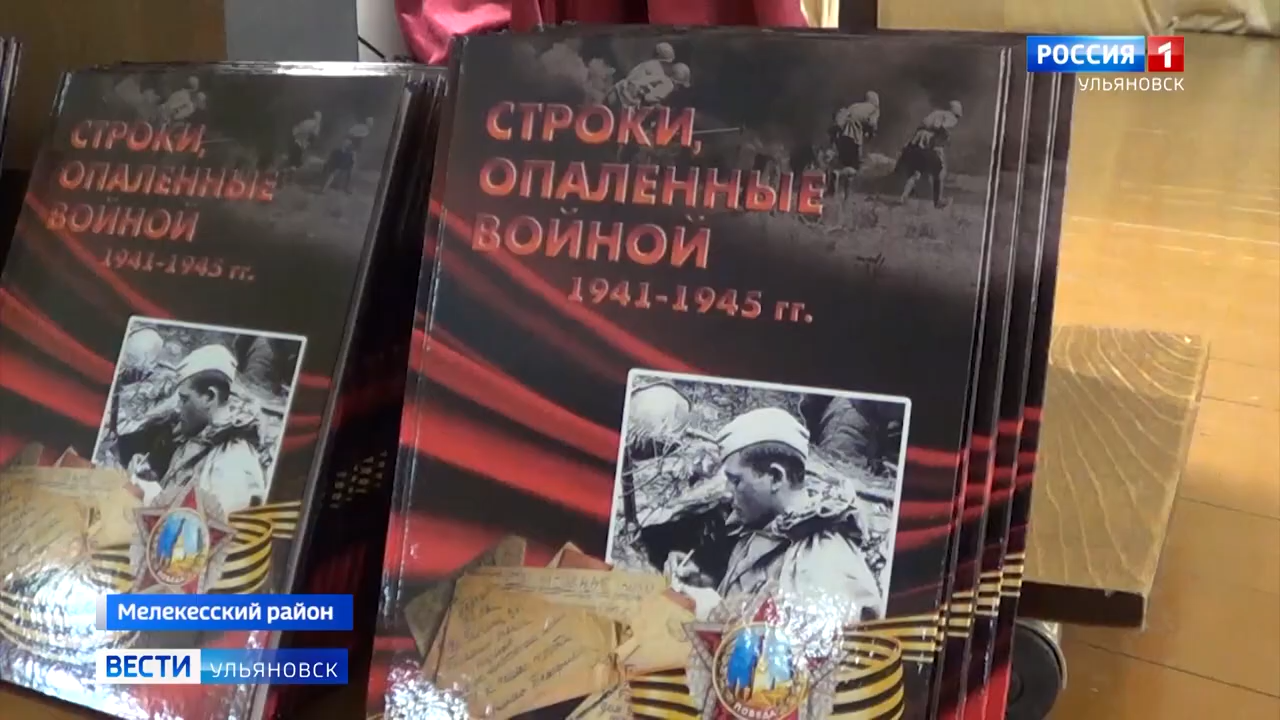 РОССИЯ 1
УЛЬЯНОВСК
СТРОКИ,
ОПАЛЕННЫЕ
ВОЙНОЙ
1941-1945 гг.
СТРОКИ,
ОПАЛЕННЫЕ
ВОЙНОЙ
1941-1945 гг.
ПОБЕДА
Мелекесский район
ВЕСТИ УЛЬЯНОВСК